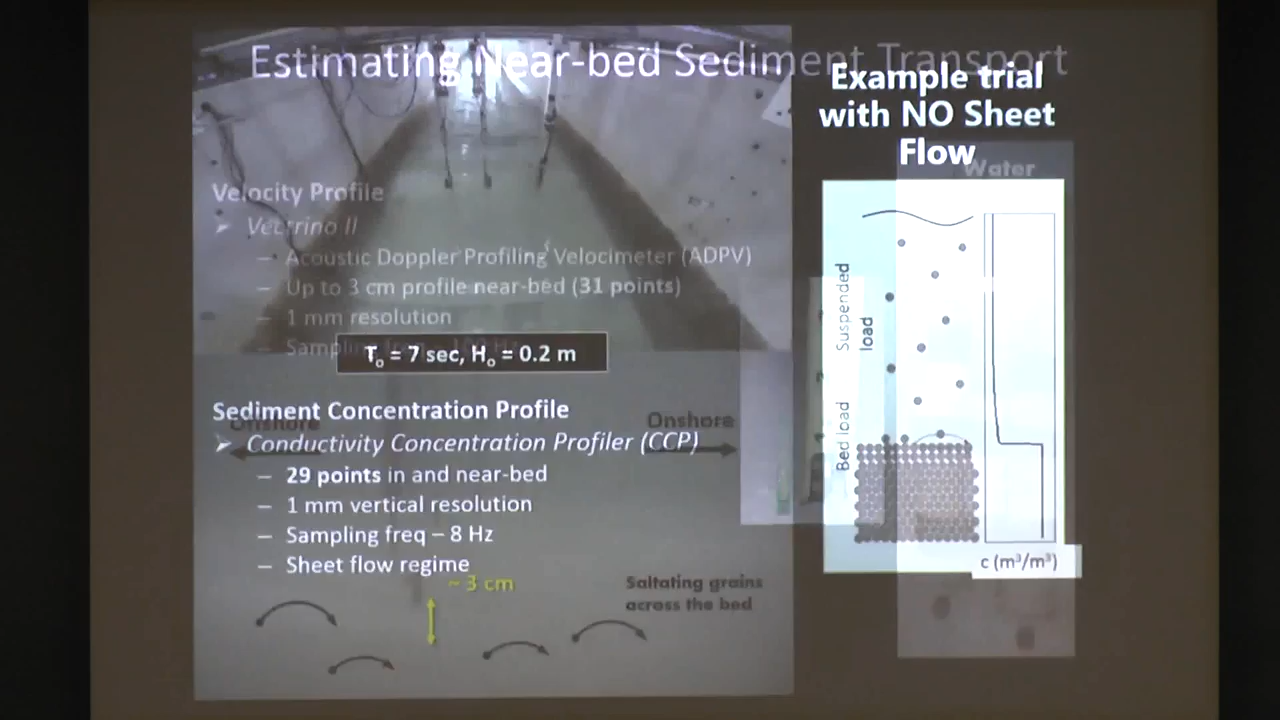 Estimating Near-bed Sediment Transport
Example trial
with NO Sheet
Flow
Water
Velocity Profile
➤ Vectrino II
– Acoustic Doppler Profiling Velocimeter (ADPV)
– Up to 3 cm profile near-bed (31 points)
– 1 mm resolution
– Sampling freq –
To = 7 sec, Ho = 0.2 m
Suspended
load
Bed load
Sediment Concentration Profile
Offshore
Onshore
➤ Conductivity Concentration Profiler (CCP)
– 29 points in and near-bed
– 1 mm vertical resolution
– Sampling freq – 8 Hz
– Sheet flow regime
c (m³/m³)
~ 3 cm
Saltating grains
across the bed